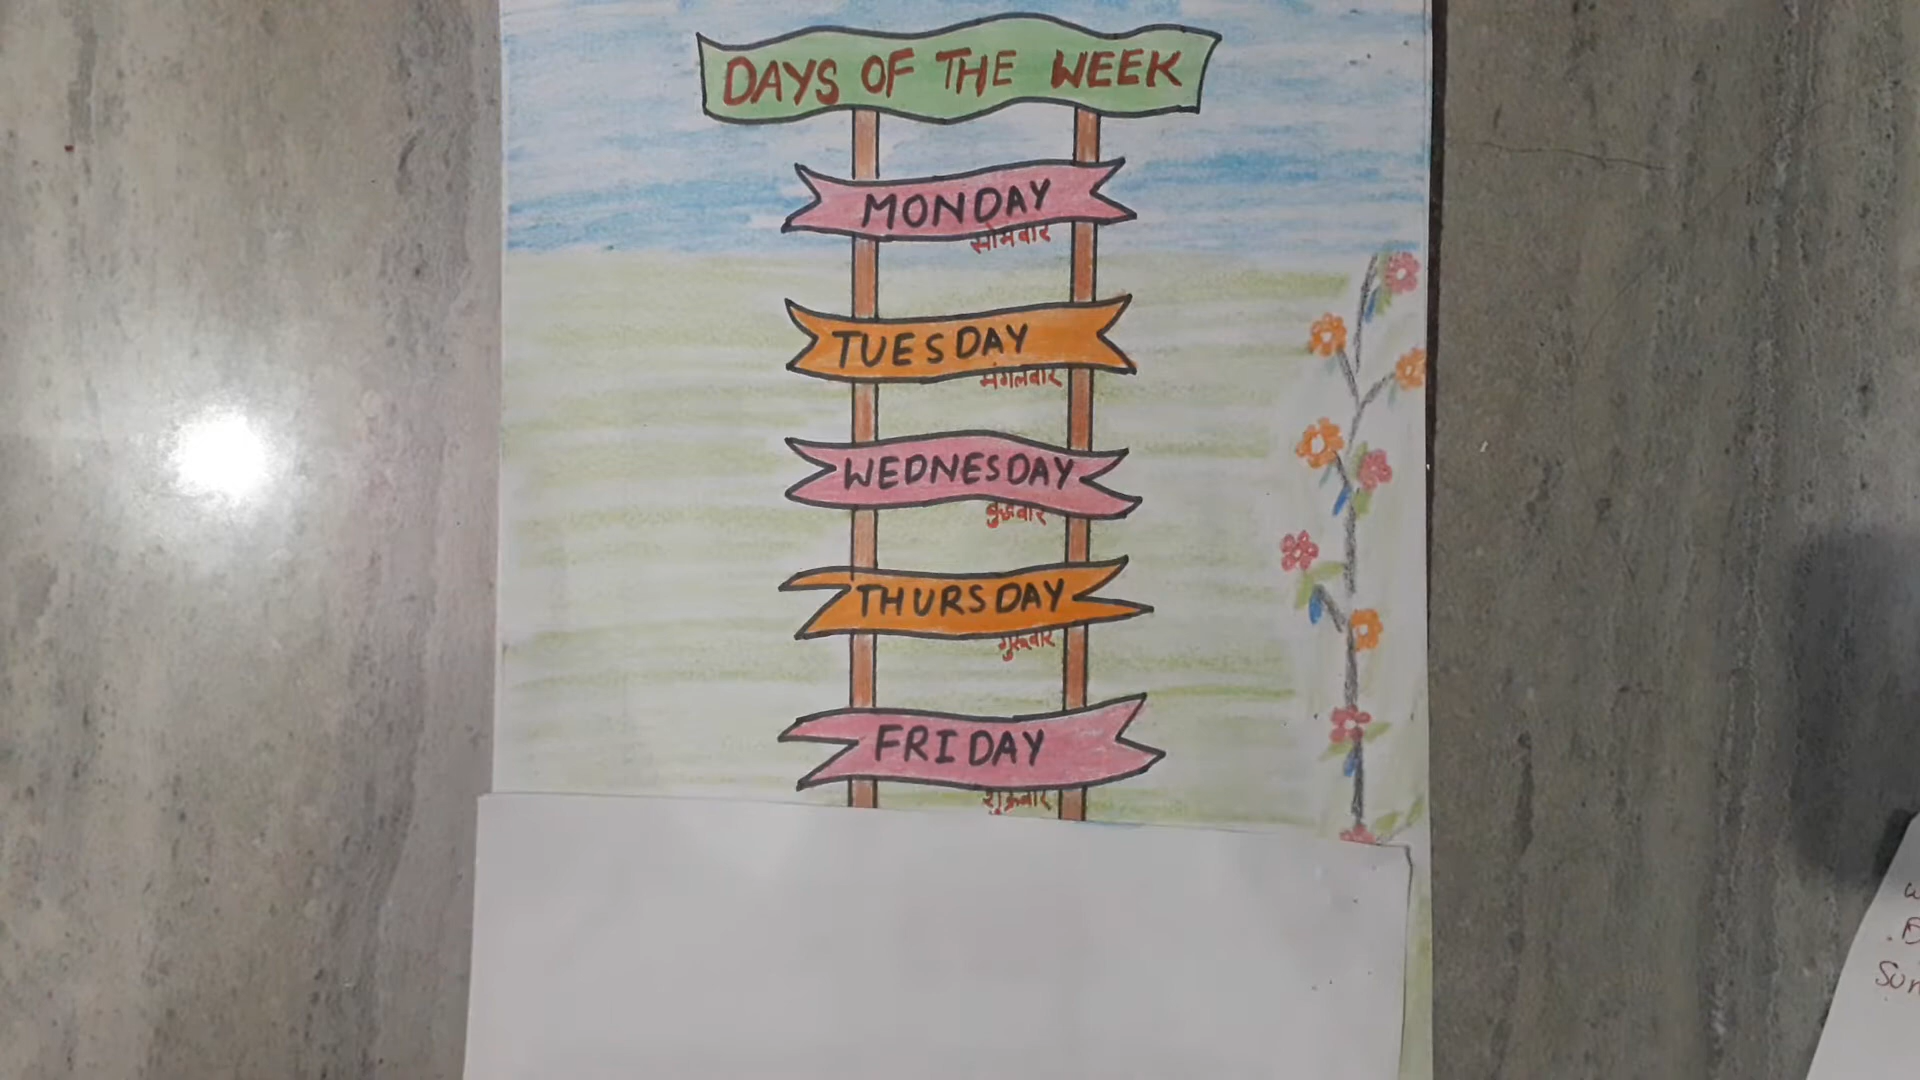 DAYS OF THE WEEK
MONDAY
सोमवार
TUESDAY
मंगलवार
WEDNESDAY
बुधवार
THURSDAY
गुरूवार
FRIDAY
शुक्रवार